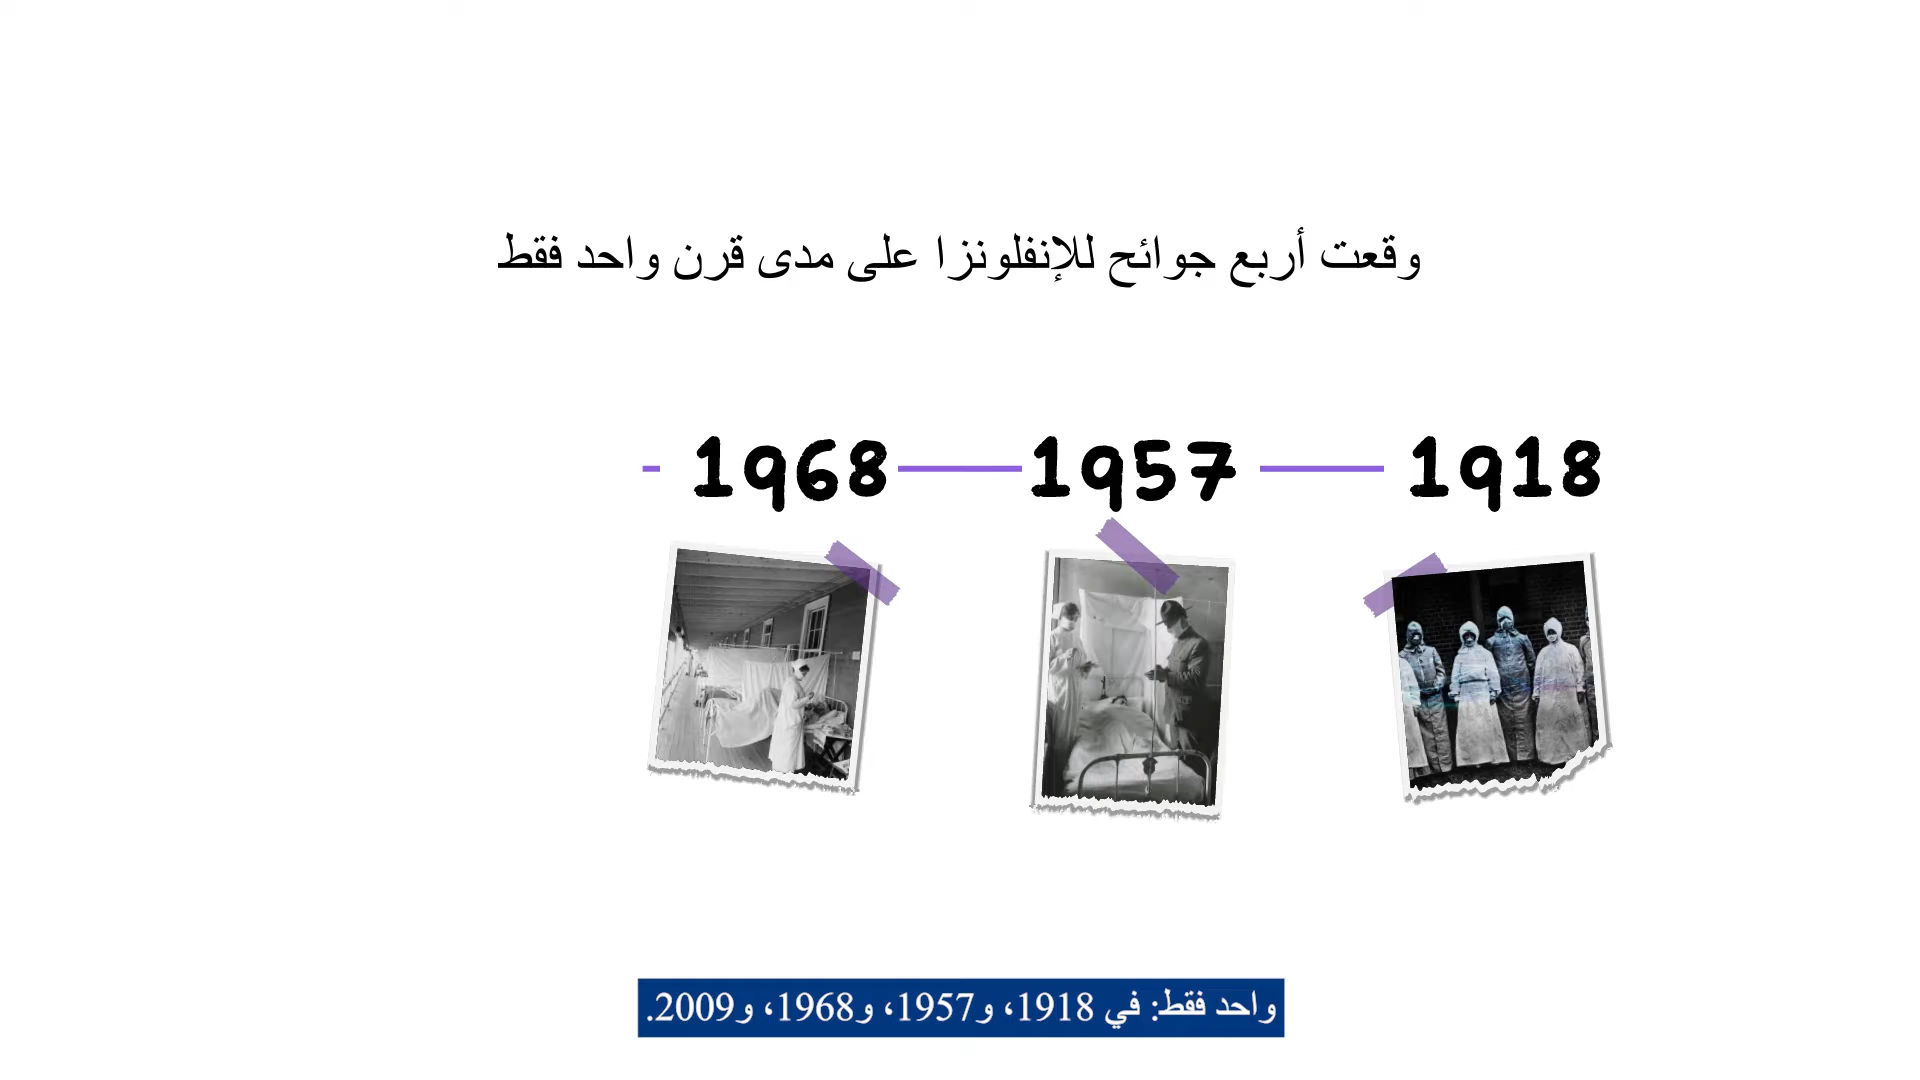 وقعت أربع جوائح للإنفلونزا على مدى قرن واحد فقط
1918 1957 1968
واحد فقط: في 1918، و1957، و1968، و2009.